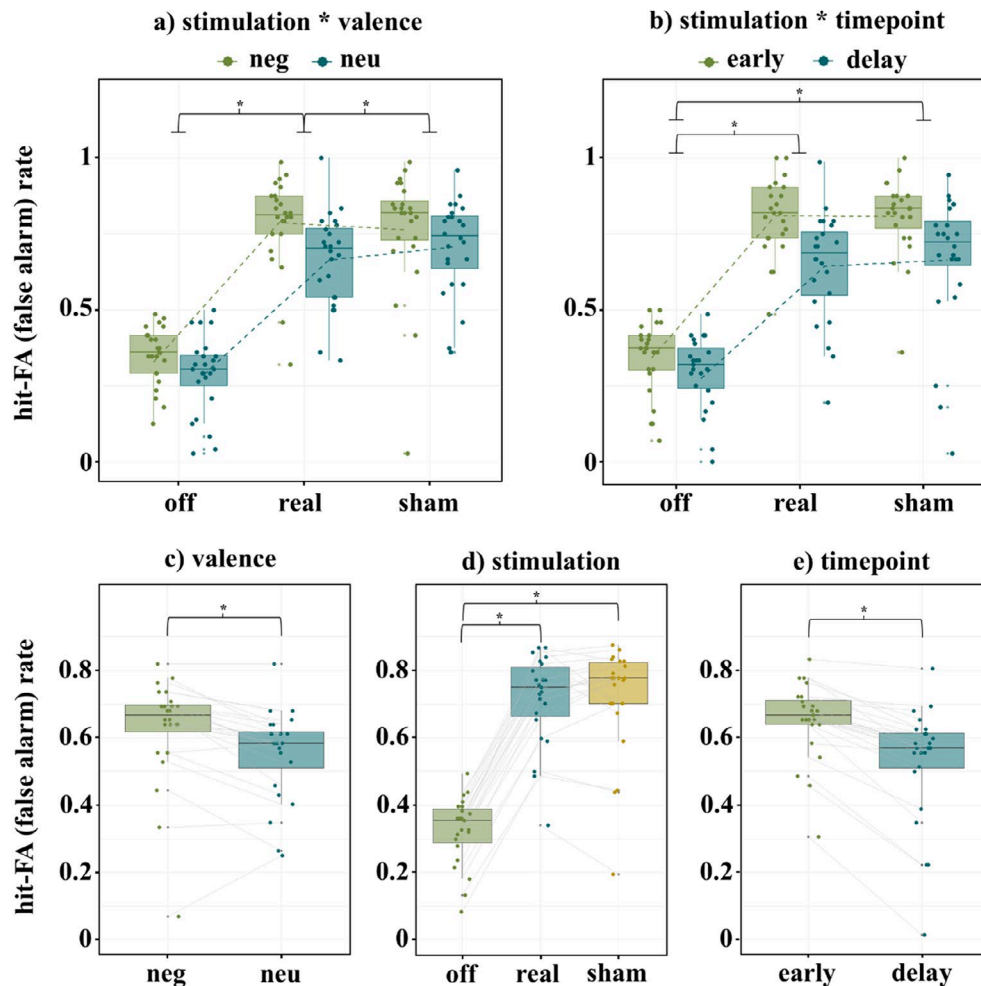 a) stimulation * valence
neg neu
*
*
hit-FA (false alarm) rate
1
0.5
0
off real sham
b) stimulation * timepoint
early delay
*
*
1
0.5
0
off real sham
c) valence
*
hit-FA (false alarm) rate
0.8
0.6
0.4
0.2
0
neg neu
d) stimulation
*
*
0.8
0.6
0.4
0.2
0
off real sham
e) timepoint
*
0.8
0.6
0.4
0.2
0
early delay